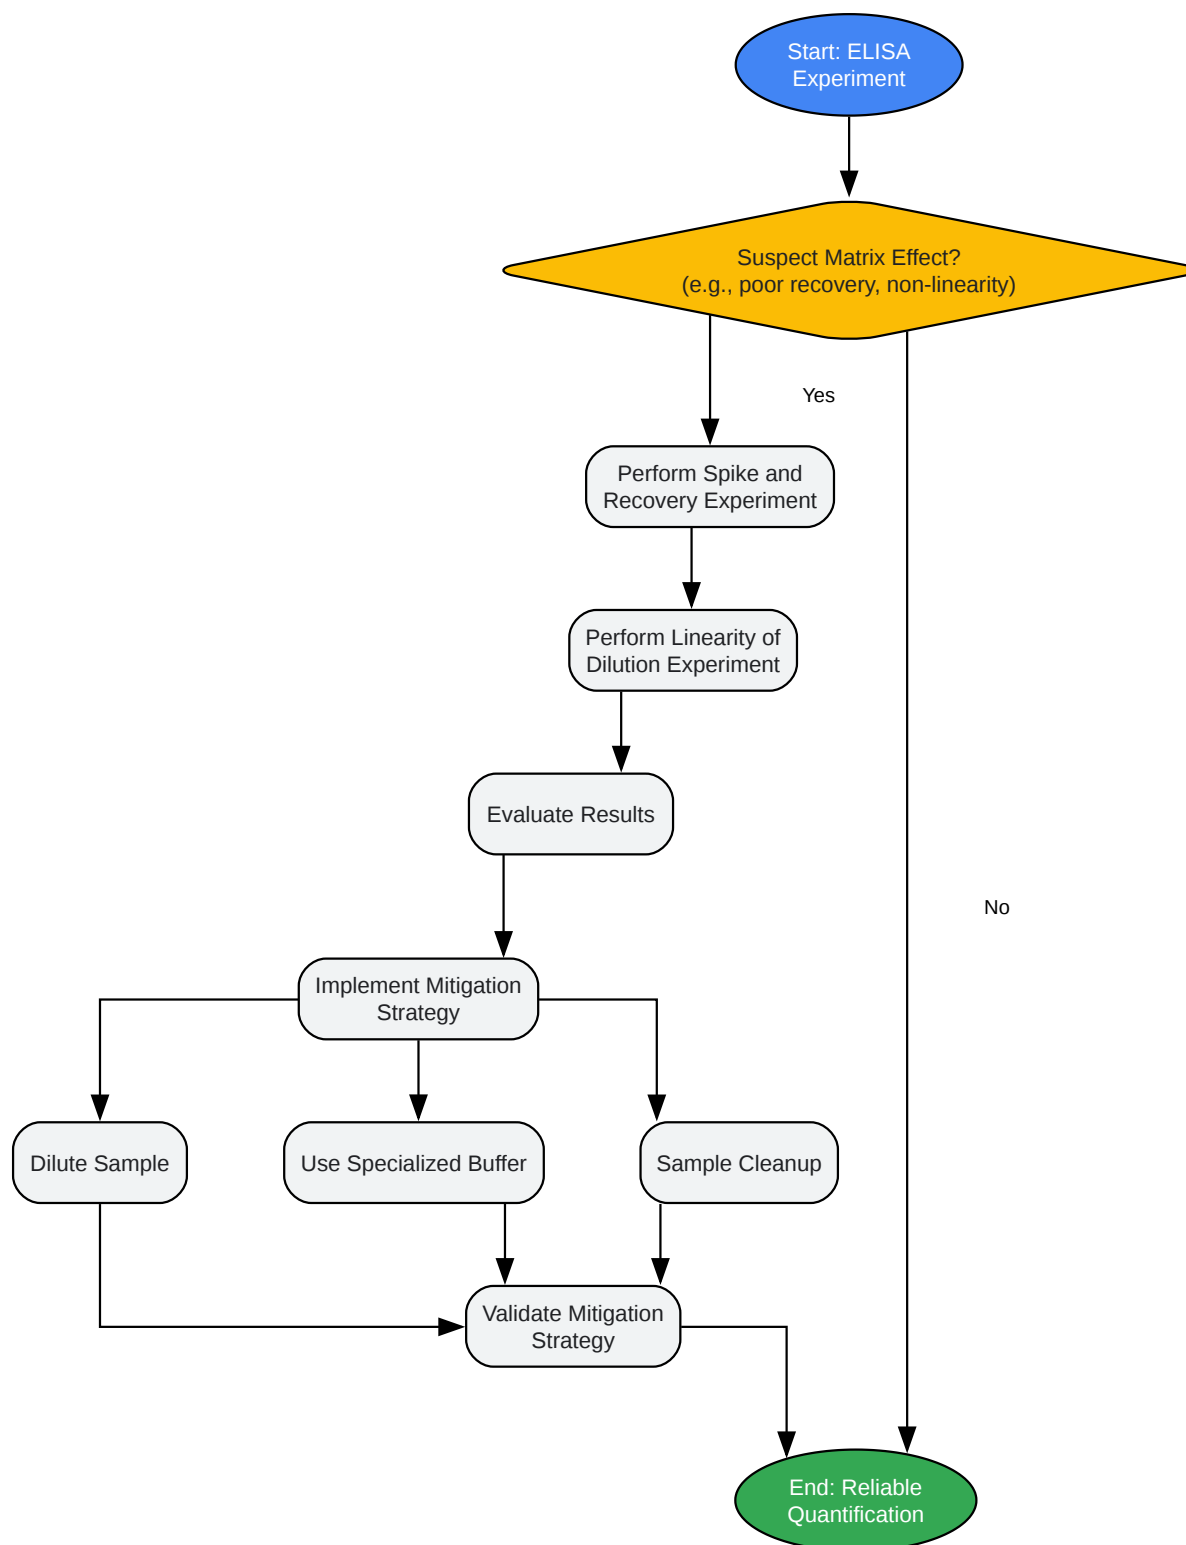 Start: ELISA
Experiment
Suspect Matrix Effect?
(e.g., poor recovery, non-linearity)
Yes
Perform Spike and
Recovery Experiment
Perform Linearity of
Dilution Experiment
Evaluate Results
No
Implement Mitigation
Strategy
Dilute Sample
Use Specialized Buffer
Sample Cleanup
Validate Mitigation
Strategy
End: Reliable
Quantification